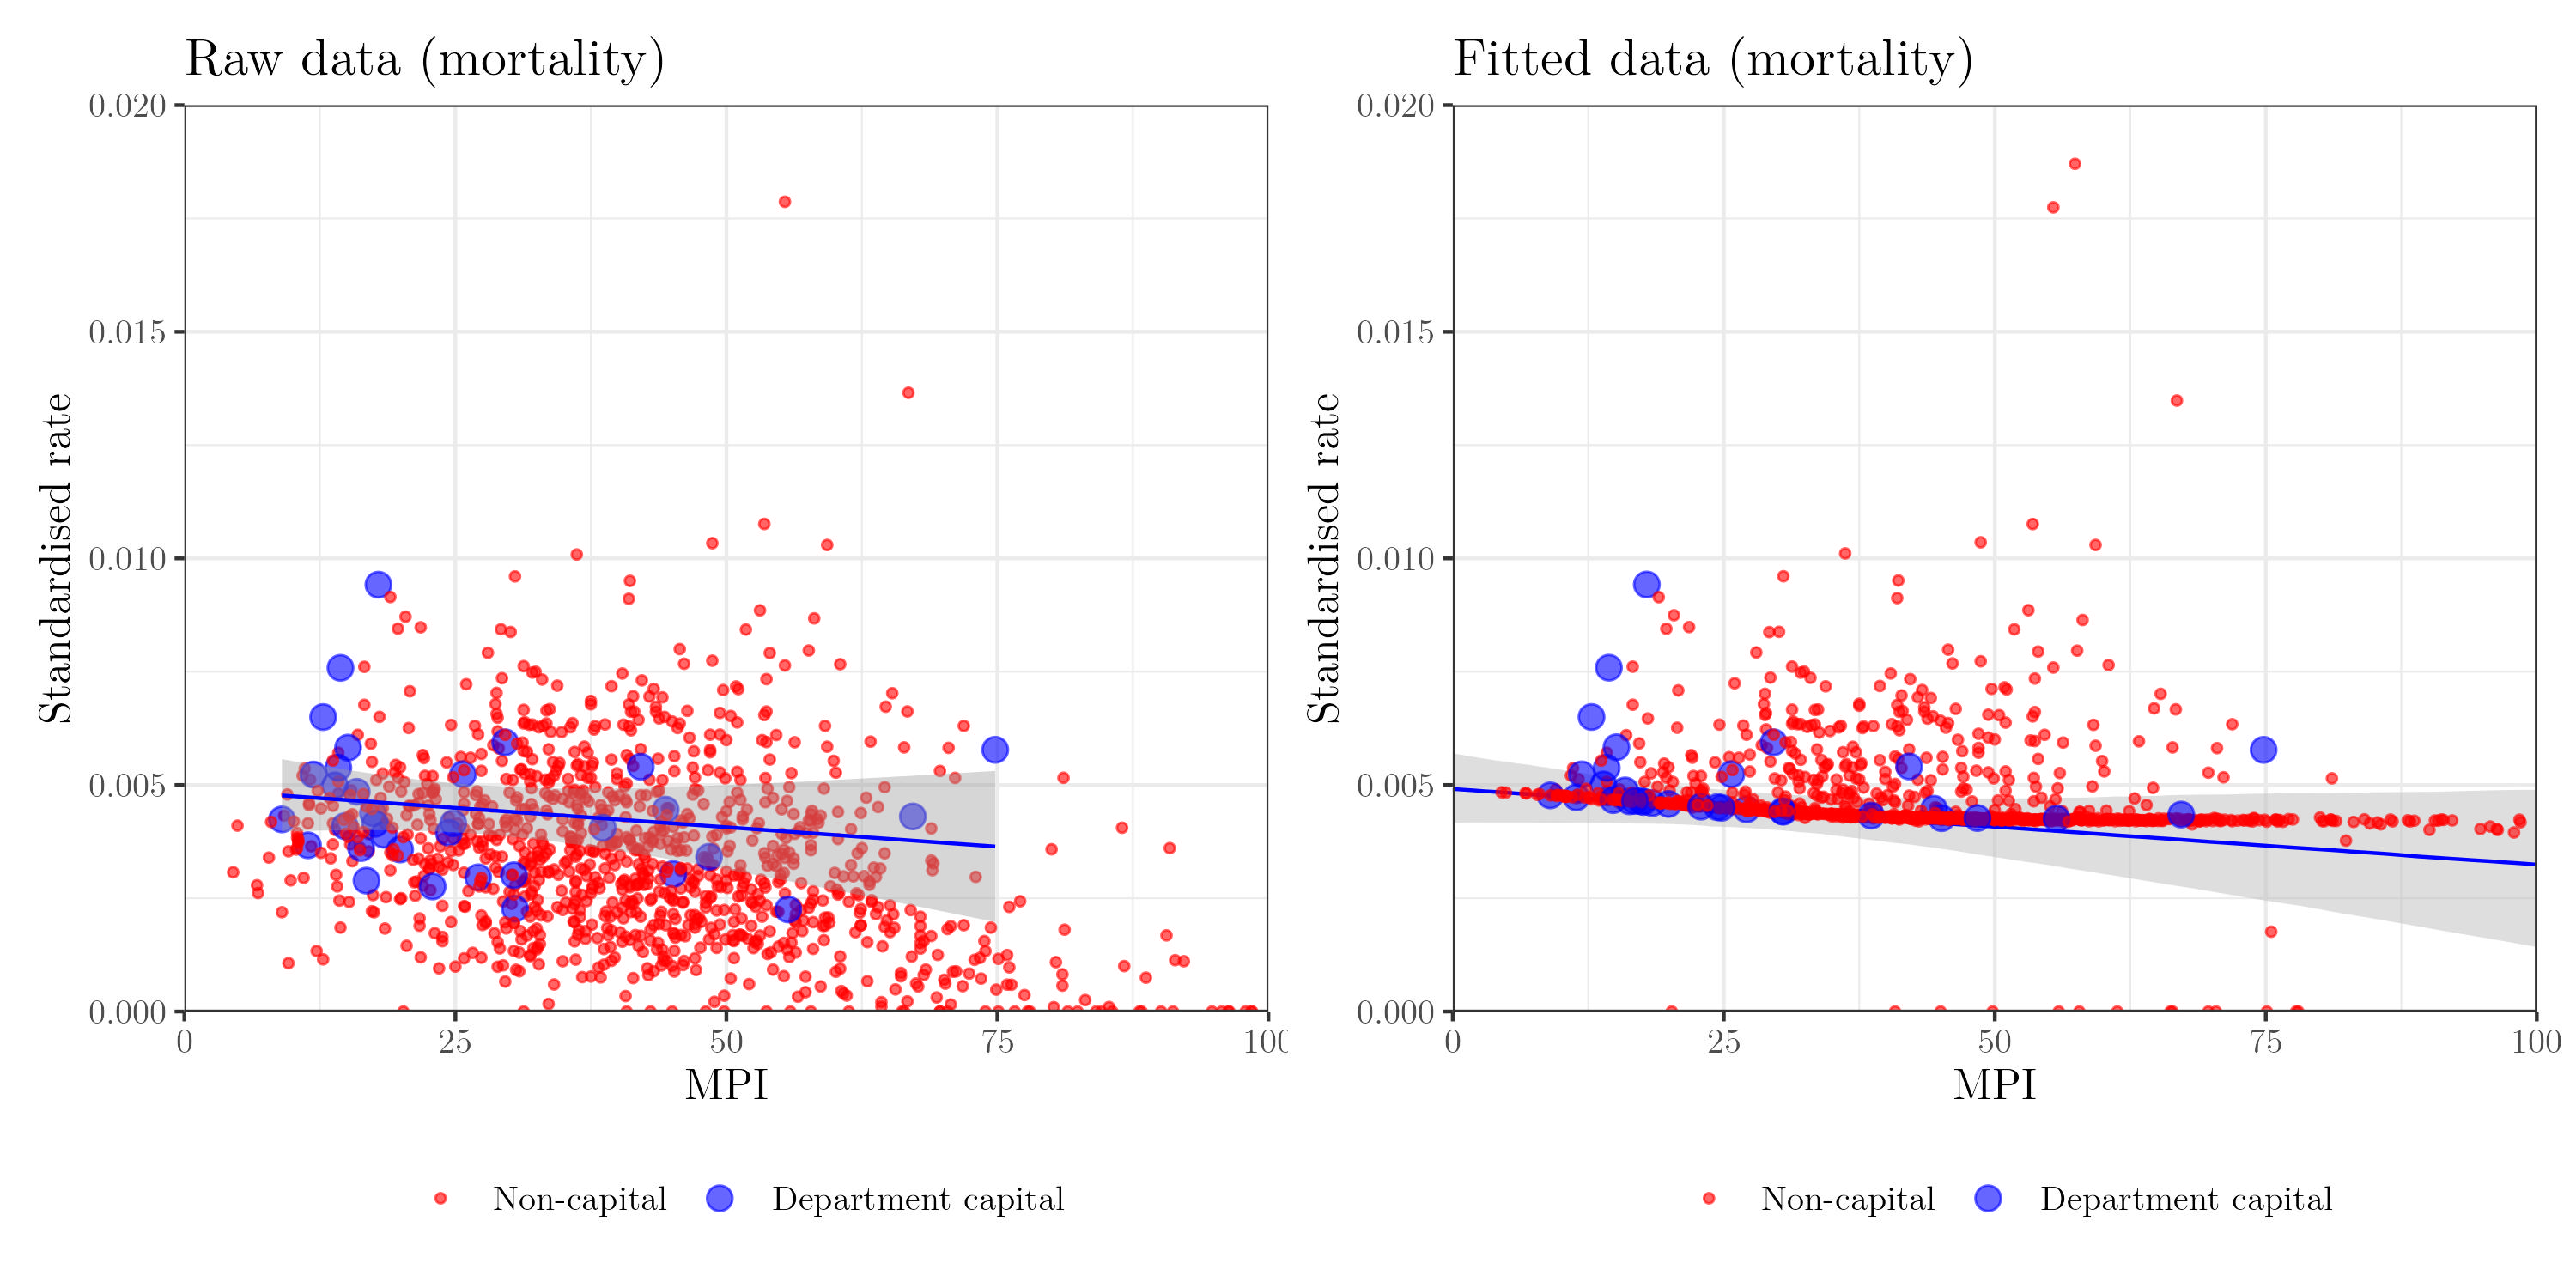 Raw data (mortality)
Standardised rate
0.020
0.015
0.010
0.005
0.000
0 25 50 75 100
MPI
Non-capital Department capital
Fitted data (mortality)
Standardised rate
0.020
0.015
0.010
0.005
0.000
0 25 50 75 100
MPI
Non-capital Department capital